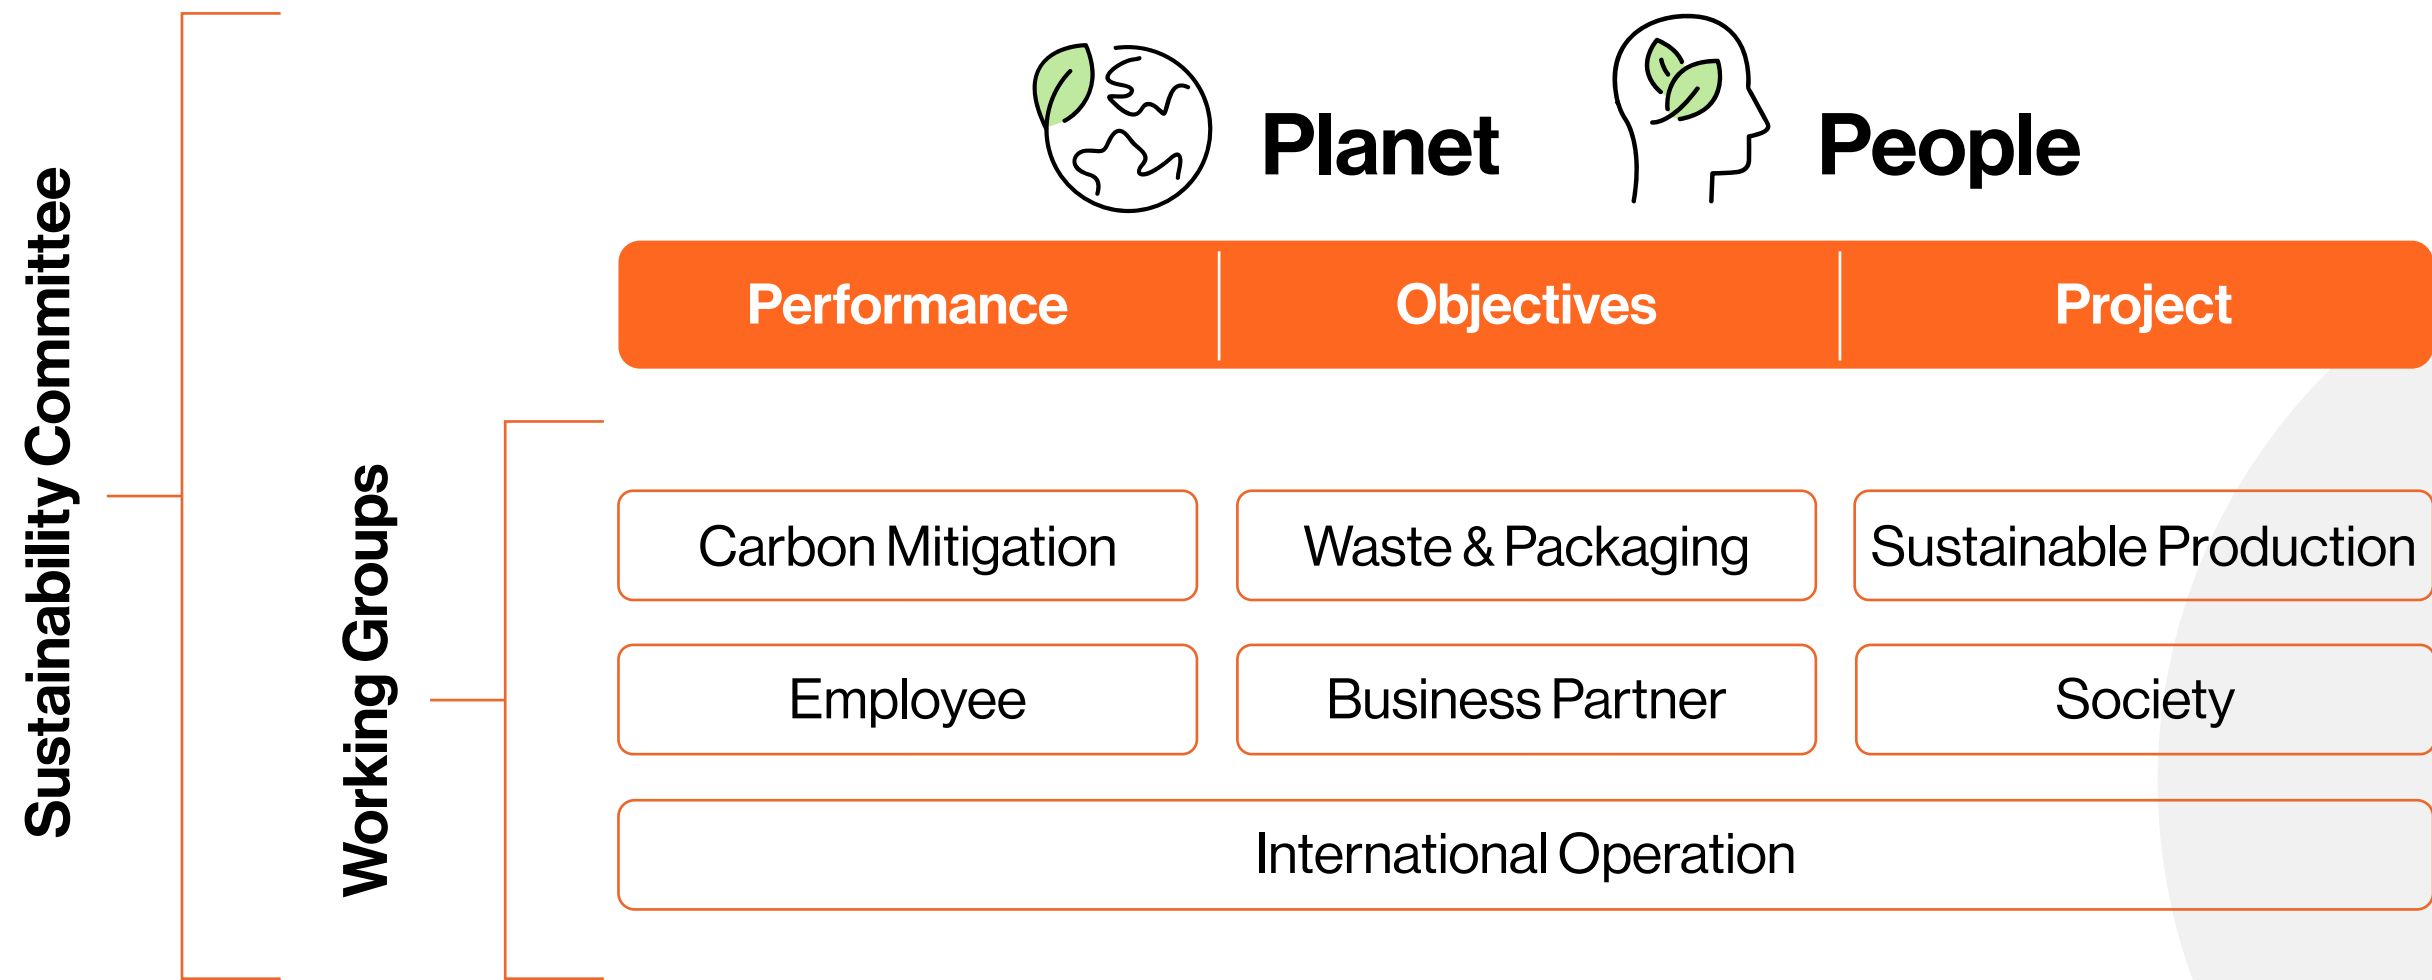 Sustainability Committee
Planet
People
Performance
Objectives
Project
Working Groups
Carbon Mitigation
Waste & Packaging
Sustainable Production
Employee
Business Partner
Society
International Operation